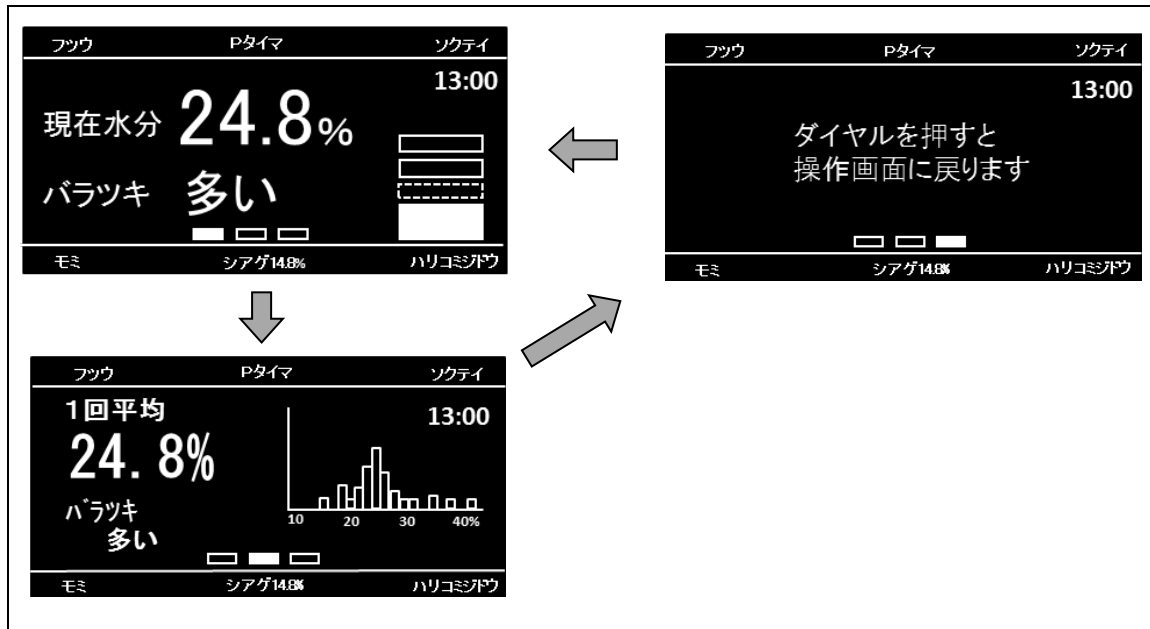 フツウ Pタイマ ソクテイ
13:00
現在水分 24.8%
バラツキ 多い
モミ シアゲ14.8% ハリコミジドウ
フツウ Pタイマ ソクテイ
13:00
ダイヤルを押すと
操作画面に戻ります
モミ シアゲ14.8% ハリコミジドウ
フツウ Pタイマ ソクテイ
1回平均
13:00
24.8%
バラツキ
多い
10 20 30 40%
モミ シアゲ14.8% ハリコミジドウ